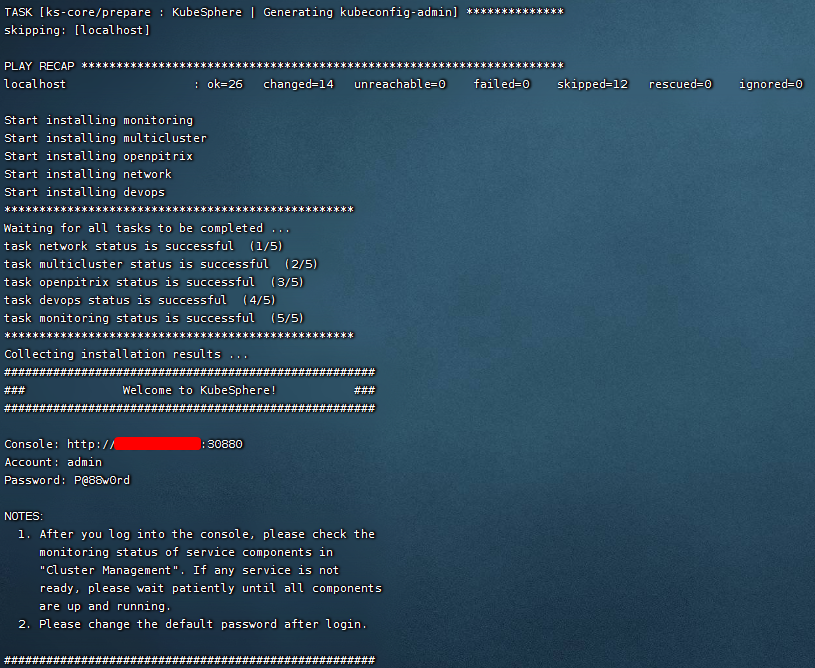 TASK [ks-core/prepare : KubeSphere | Generating kubeconfig-admin] **************
skipping: [localhost]
PLAY RECAP *********************************************************************
localhost                  : ok=26   changed=14   unreachable=0    failed=0    skipped=12   rescued=0    ignored=0
Start installing monitoring
Start installing multicluster
Start installing openpitrix
Start installing network
Start installing devops
**************************************************
Waiting for all tasks to be completed ...
task network status is successful  (1/5)
task multicluster status is successful  (2/5)
task openpitrix status is successful  (3/5)
task devops status is successful  (4/5)
task monitoring status is successful  (5/5)
**************************************************
Collecting installation results ...
#####################################################
###              Welcome to KubeSphere!           ###
#####################################################
Console: http://:30880
Account: admin
Password: P@88w0rd
NOTES:
  1. After you log into the console, please check the
     monitoring status of service components in
     "Cluster Management". If any service is not
     ready, please wait patiently until all components
     are up and running.
  2. Please change the default password after login.
#####################################################